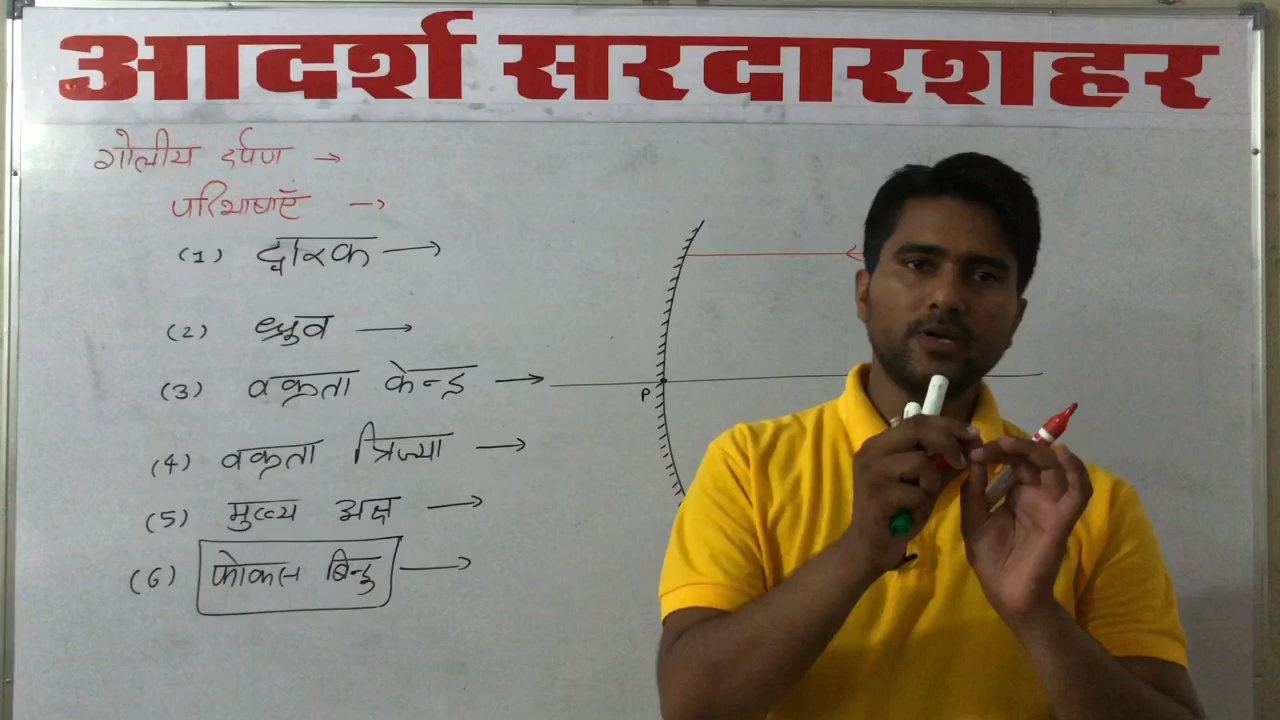 आदर्श सरदारशहर
गोलीय दर्पण →
परिभाषाएँ →
(1) द्वारक →
(2) ध्रुव →
(3) वक्रता केन्द्र →
(4) वक्रता त्रिज्या →
(5) मुख्य अक्ष →
(6) फोकस बिन्दु →
P